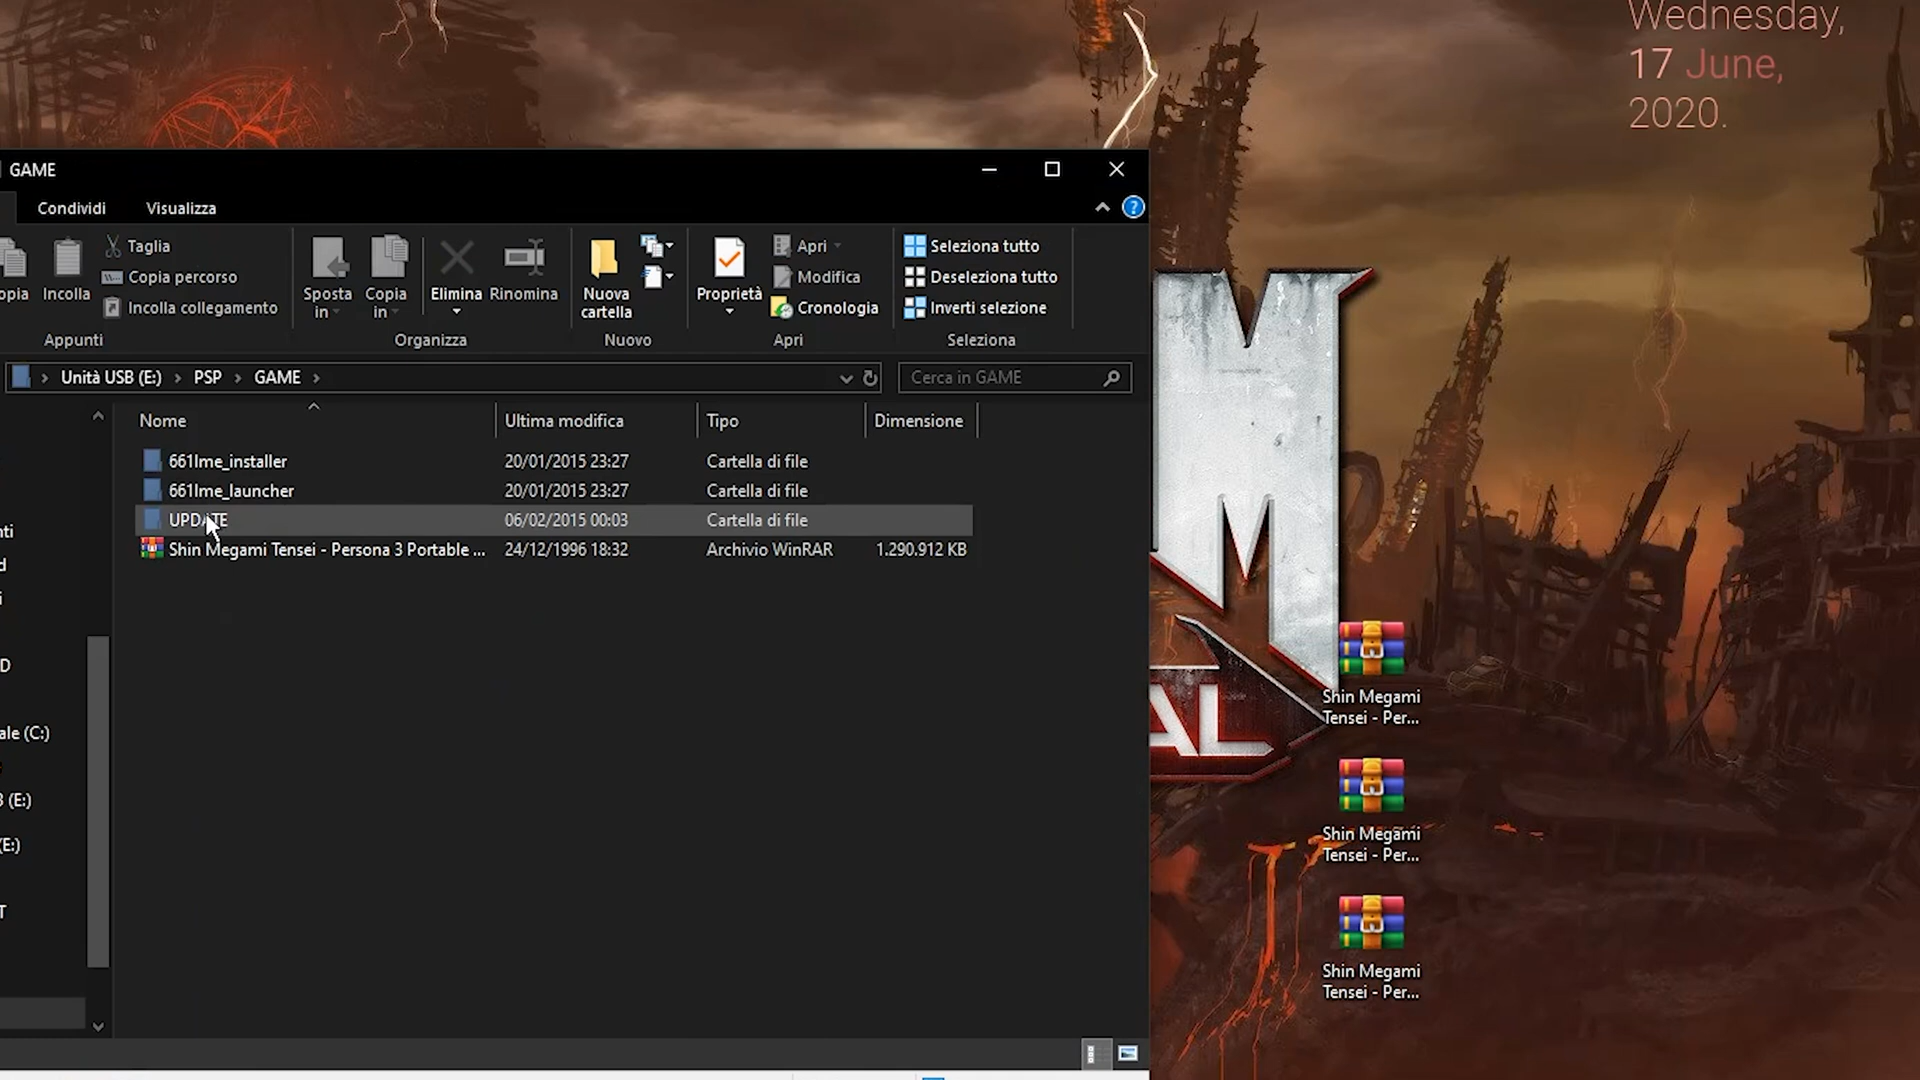 Wednesday,
17 June,
2020.
GAME
Condividi Visualizza
opia
Incolla
Taglia
Copia percorso
Incolla collegamento
Appunti
Sposta
in
Copia
in
Elimina
Rinomina
Organizza
Nuova
cartella
Nuovo
Proprietà
Apri
Modifica
Cronologia
Apri
Seleziona tutto
Deseleziona tutto
Inverti selezione
Seleziona
Unità USB (E:) › PSP › GAME ›
Cerca in GAME
Nome Ultima modifica Tipo Dimensione
661lme_installer 20/01/2015 23:27 Cartella di file
661lme_launcher 20/01/2015 23:27 Cartella di file
UPDATE 06/02/2015 00:03 Cartella di file
Shin Megami Tensei - Persona 3 Portable ... 24/12/1996 18:32 Archivio WinRAR 1.290.912 KB
nti
d
i
D
ale (C:)
(E:)
(E:)
T
M
AL
Shin Megami
Tensei - Per...
Shin Megami
Tensei - Per...
Shin Megami
Tensei - Per...